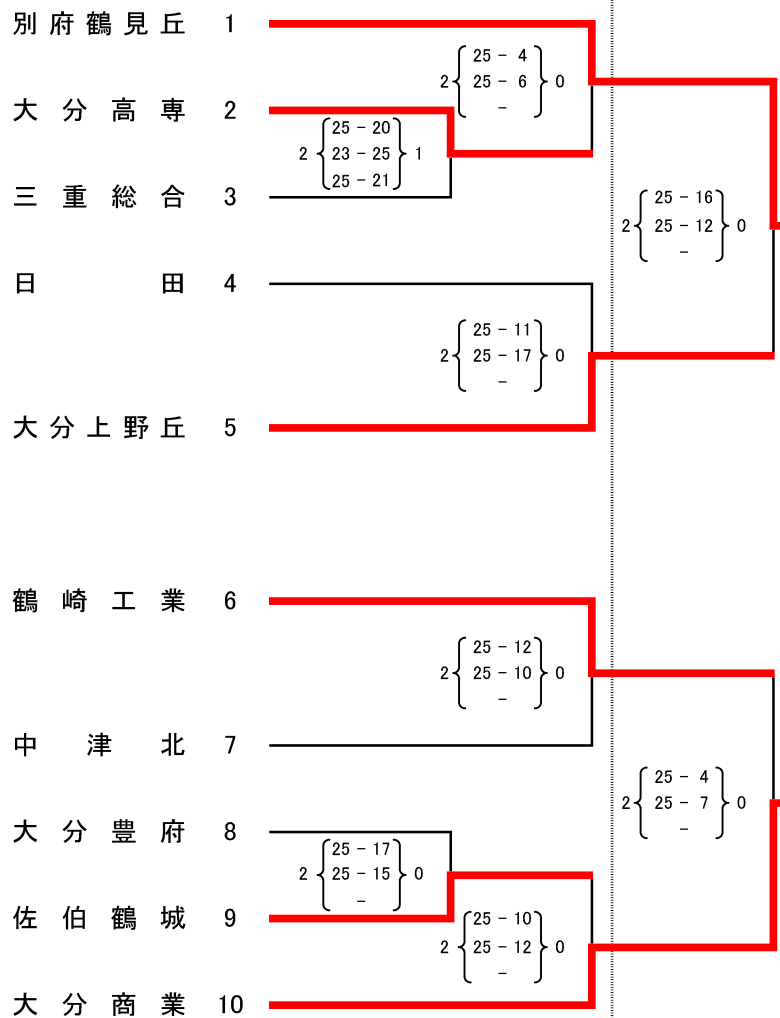 別府鶴見丘 1
25 - 4
2 25 - 6 0
-
大分高専 2
25 - 20
2 23 - 25 1
25 - 21
三重総合 3
25 - 16
2 25 - 12 0
-
日田 4
25 - 11
2 25 - 17 0
-
大分上野丘 5
鶴崎工業 6
25 - 12
2 25 - 10 0
-
中津北 7
25 - 4
2 25 - 7 0
-
大分豊府 8
25 - 17
2 25 - 15 0
-
佐伯鶴城 9
25 - 10
2 25 - 12 0
-
大分商業 10